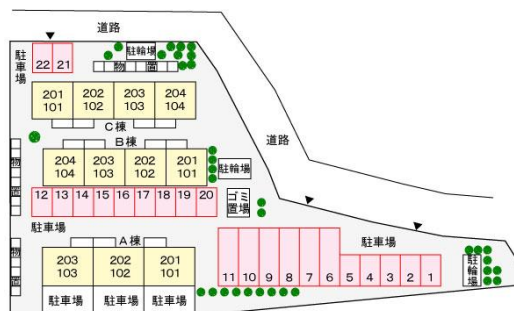 道路
駐車場
22 21
駐輪場
物置
201 202 203 204
101 102 103 104
C棟
道路
B棟
204 203 202 201
104 103 102 101
駐輪場
物置
12 13 14 15 16 17 18 19 20
ゴミ置場
駐車場
A棟
203 202 201
103 102 101
物置
駐車場 駐車場 駐車場
駐車場
11 10 9 8 7 6 5 4 3 2 1
駐輪場